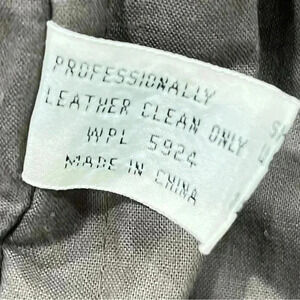 PROFESSIONALLY
LEATHER CLEAN ONLY
WPL 5924
MADE IN CHINA